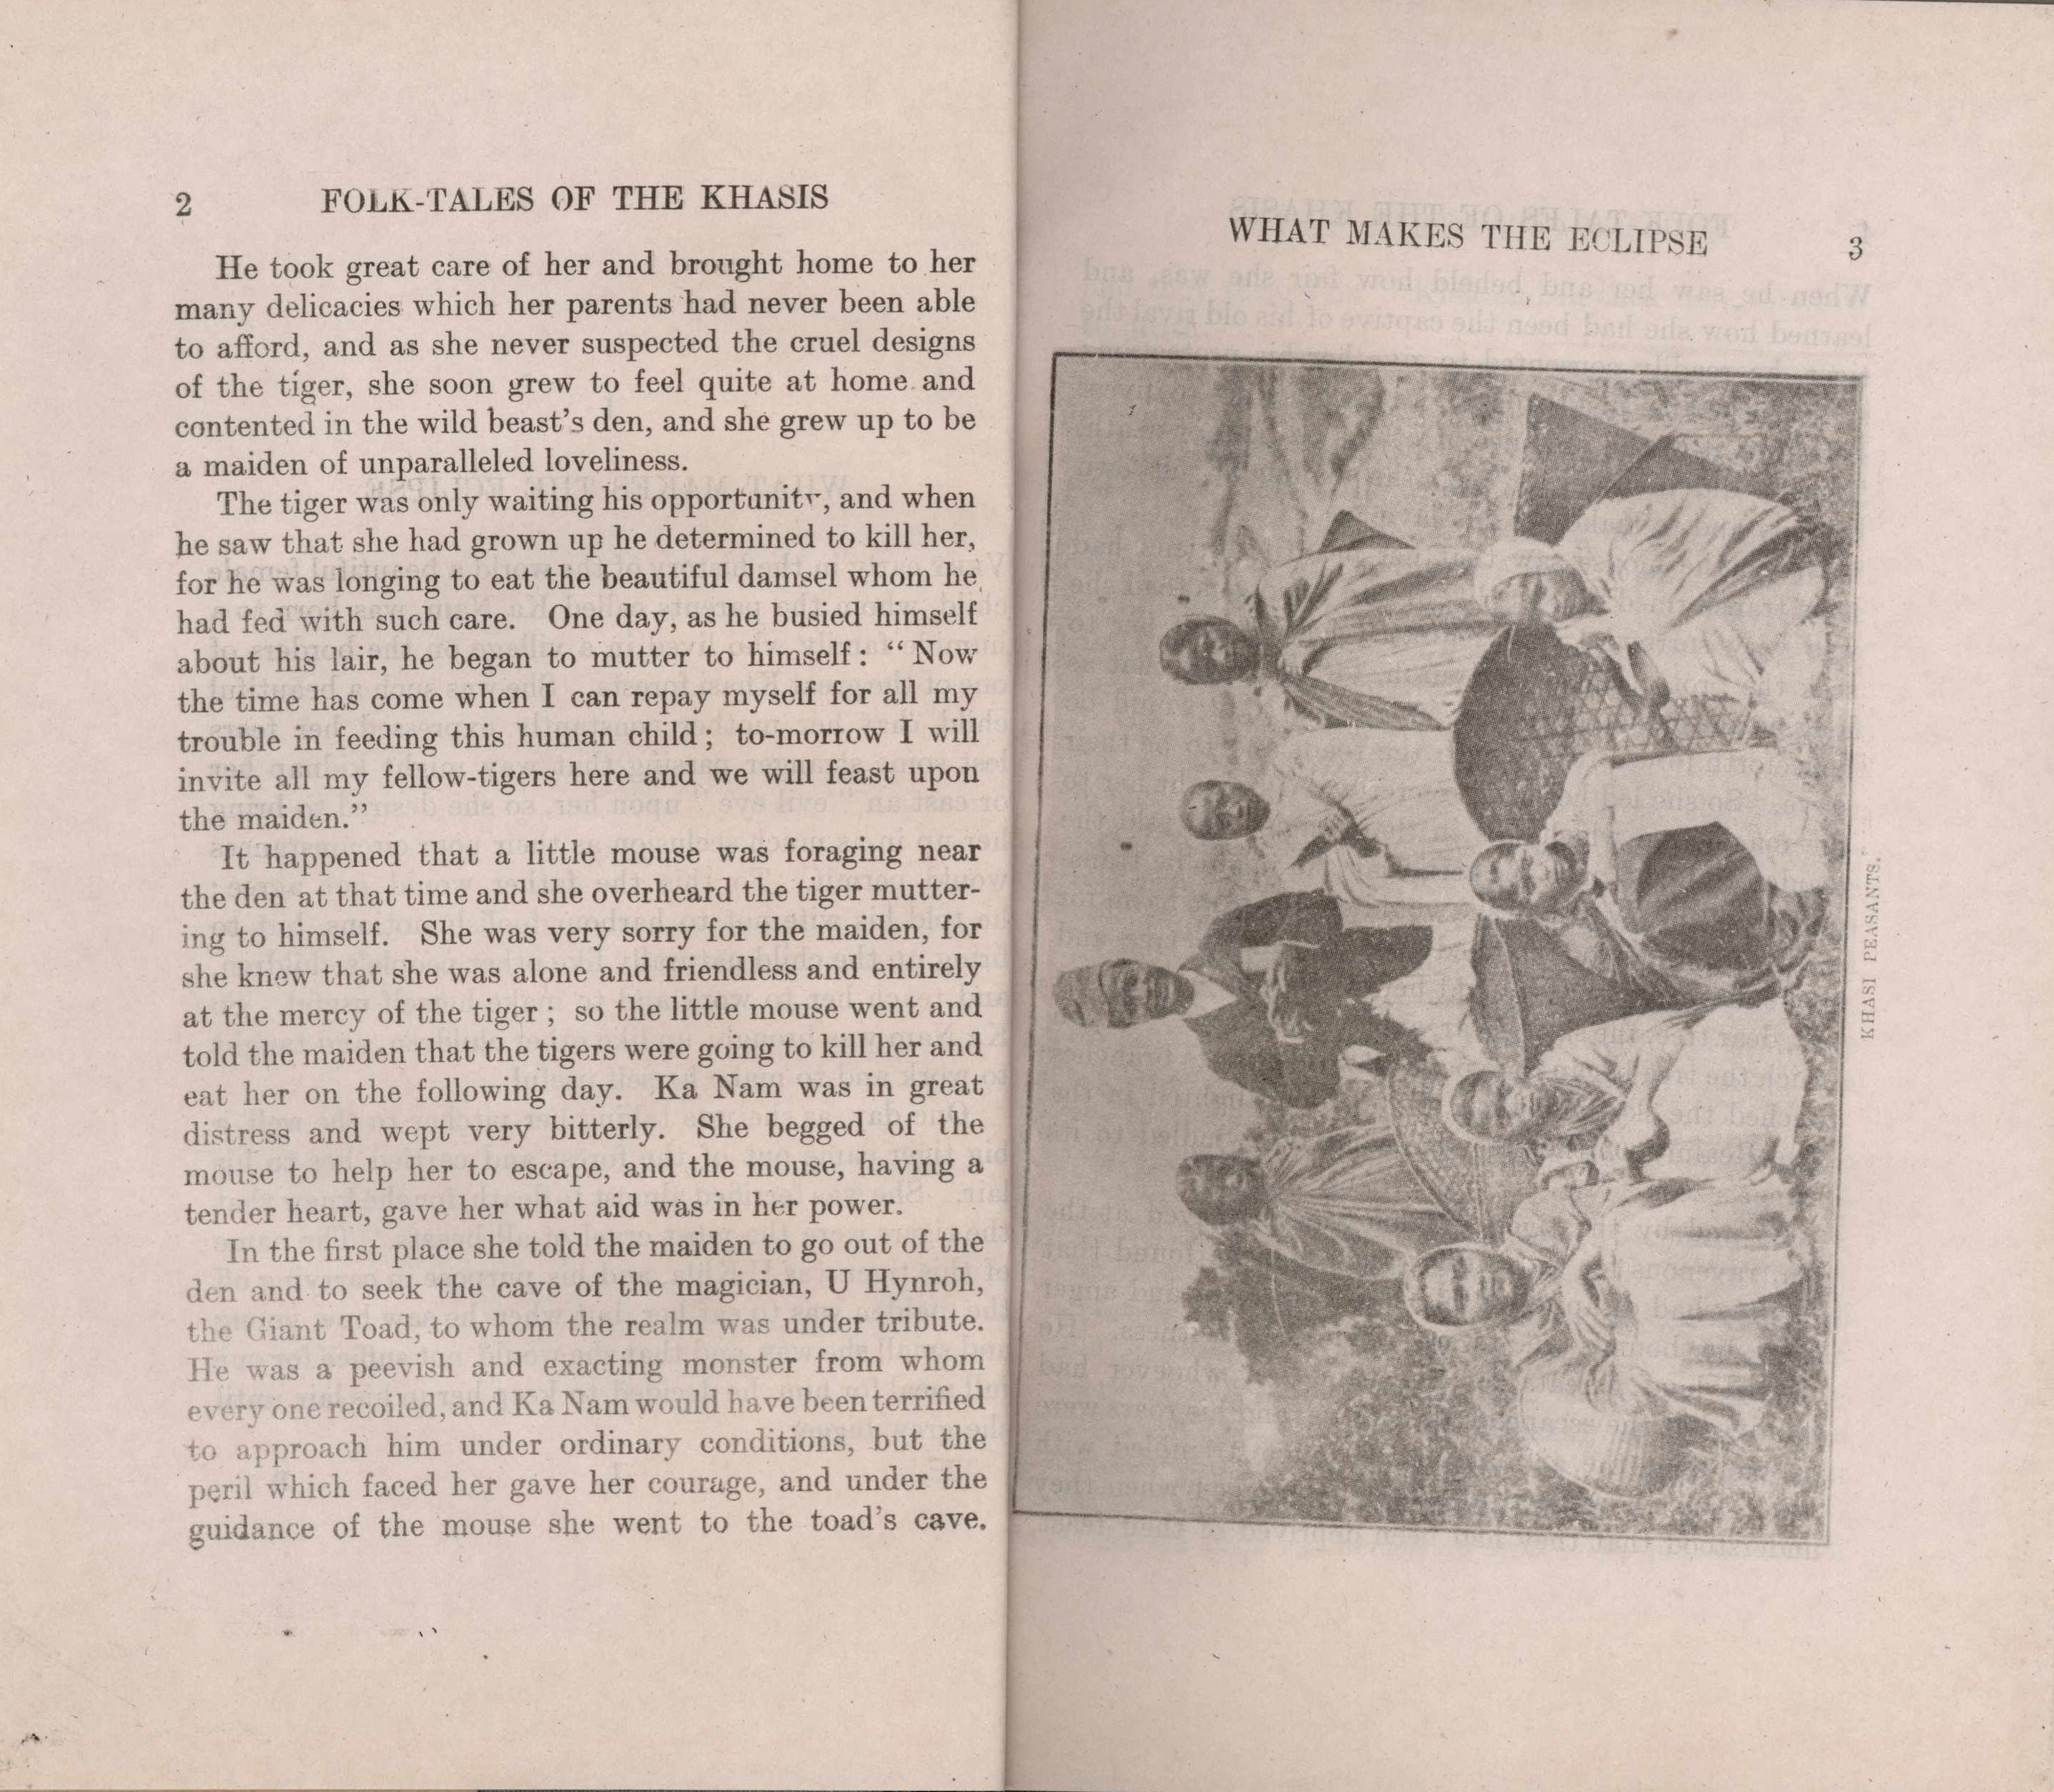 2 FOLK-TALES OF THE KHASIS
He took great care of her and brought home to her
many delicacies which her parents had never been able
to afford, and as she never suspected the cruel designs
of the tiger, she soon grew to feel quite at home and
contented in the wild beast's den, and she grew up to be
a maiden of unparalleled loveliness.
The tiger was only waiting his opportunity, and when
he saw that she had grown up he determined to kill her,
for he was longing to eat the beautiful damsel whom he
had fed with such care. One day, as he busied himself
about his lair, he began to mutter to himself: “Now
the time has come when I can repay myself for all my
trouble in feeding this human child; to-morrow I will
invite all my fellow-tigers here and we will feast upon
the maiden.”
It happened that a little mouse was foraging near
the den at that time and she overheard the tiger mutter-
ing to himself. She was very sorry for the maiden, for
she knew that she was alone and friendless and entirely
at the mercy of the tiger; so the little mouse went and
told the maiden that the tigers were going to kill her and
eat her on the following day. Ka Nam was in great
distress and wept very bitterly. She begged of the
mouse to help her to escape, and the mouse, having a
tender heart, gave her what aid was in her power.
In the first place she told the maiden to go out of the
den and to seek the cave of the magician, U Hynroh,
the Giant Toad, to whom the realm was under tribute.
He was a peevish and exacting monster from whom
every one recoiled, and Ka Nam would have been terrified
to approach him under ordinary conditions, but the
peril which faced her gave her courage, and under the
guidance of the mouse she went to the toad's cave.
WHAT MAKES THE ECLIPSE 3
KHASI PEASANTS.